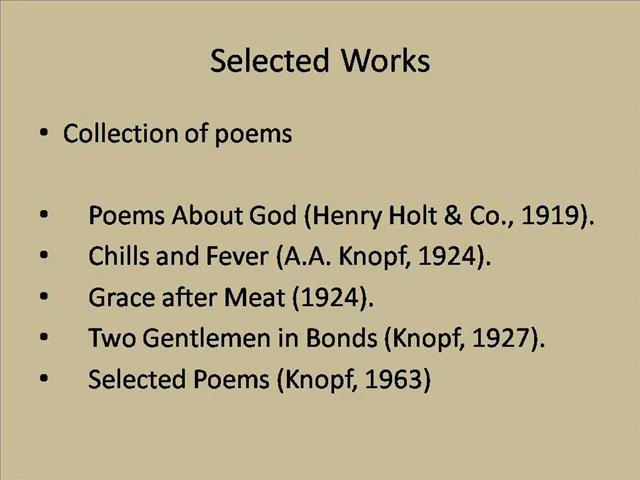 Selected Works
• Collection of poems
• Poems About God (Henry Holt & Co., 1919).
• Chills and Fever (A.A. Knopf, 1924).
• Grace after Meat (1924).
• Two Gentlemen in Bonds (Knopf, 1927).
• Selected Poems (Knopf, 1963)